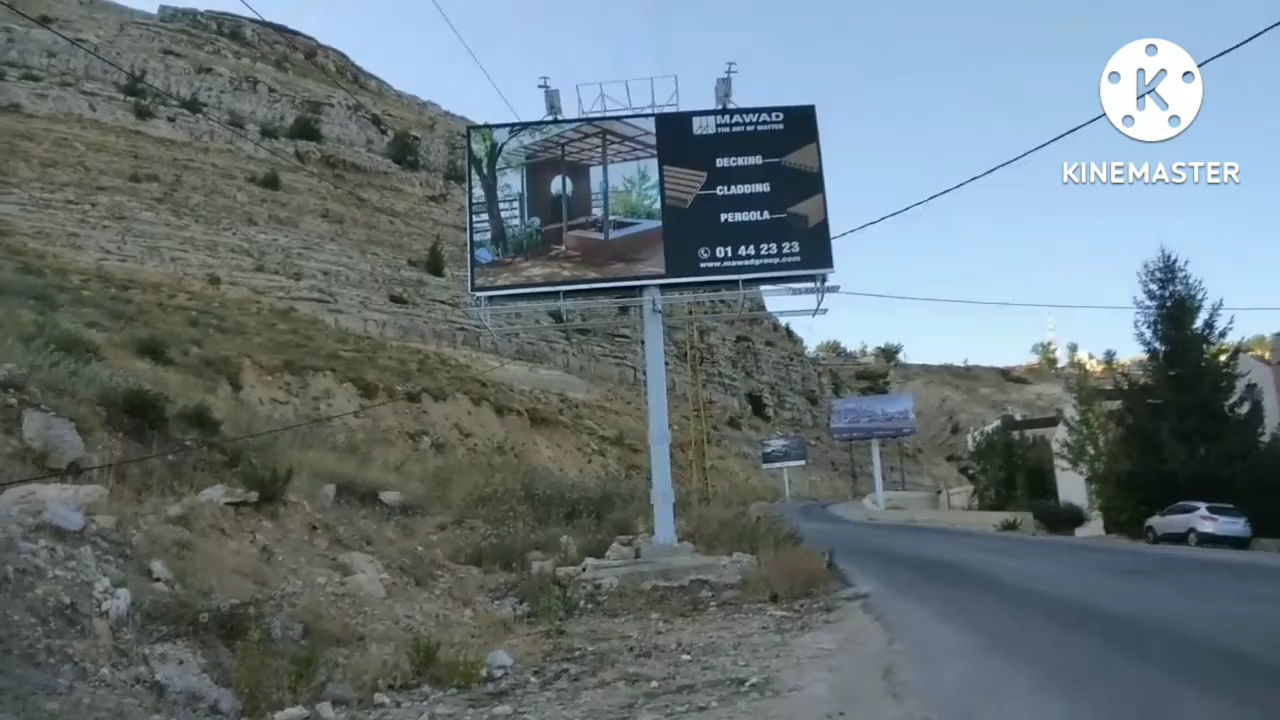 MAWAD
THE ART OF MATTER
DECKING
CLADDING
PERGOLA
01 44 23 23
www.mawadgroup.com
K
KINEMASTER